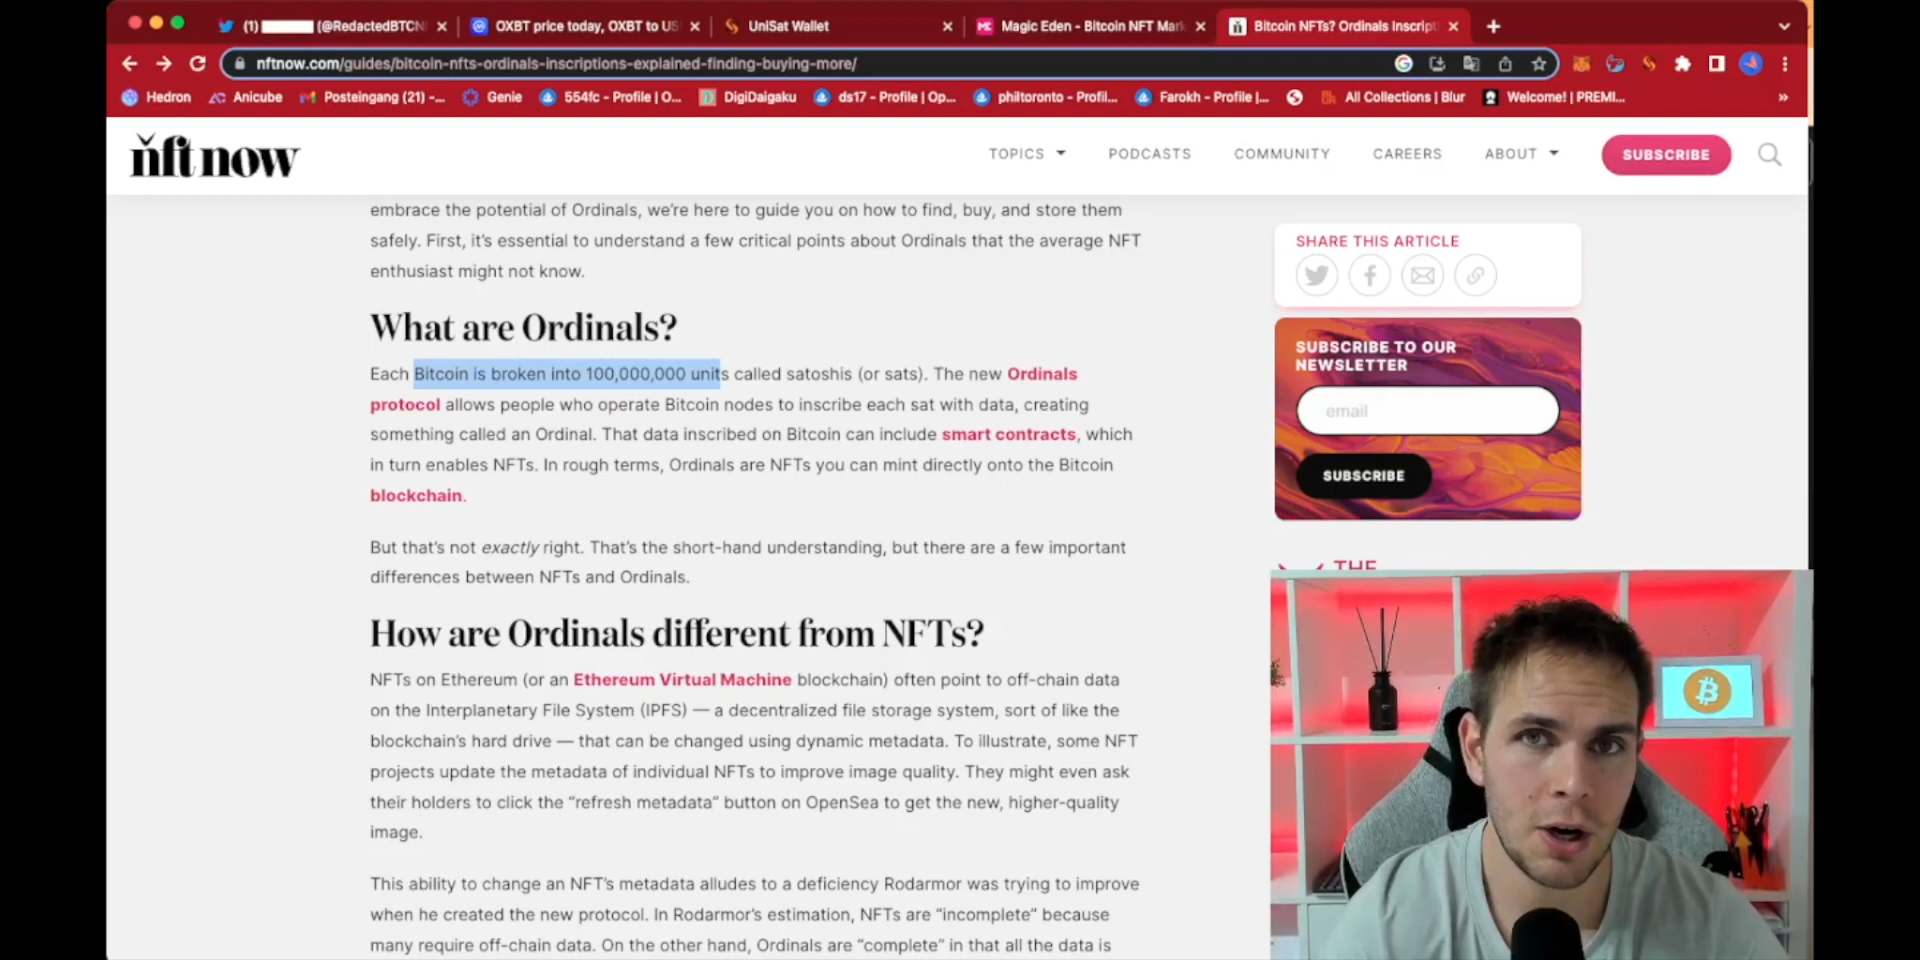 (1) (@RedactedBTCN
OXBT price today, OXBT to US
UniSat Wallet
Magic Eden - Bitcoin NFT Mark
Bitcoin NFTs? Ordinals Inscripti
nftnow.com/guides/bitcoin-nfts-ordinals-inscriptions-explained-finding-buying-more/
Hedron
Anicube
Posteingang (21) -...
Genie
554fc - Profile | O...
DigiDaigaku
ds17 - Profile | Op...
philtoronto - Profil...
Farokh - Profile |...
All Collections | Blur
Welcome! | PREMI...
nft now
TOPICS
PODCASTS
COMMUNITY
CAREERS
ABOUT
SUBSCRIBE
embrace the potential of Ordinals, we're here to guide you on how to find, buy, and store them
safely. First, it's essential to understand a few critical points about Ordinals that the average NFT
enthusiast might not know.
What are Ordinals?
Each Bitcoin is broken into 100,000,000 units called satoshis (or sats). The new Ordinals
protocol allows people who operate Bitcoin nodes to inscribe each sat with data, creating
something called an Ordinal. That data inscribed on Bitcoin can include smart contracts, which
in turn enables NFTs. In rough terms, Ordinals are NFTs you can mint directly onto the Bitcoin
blockchain.
But that's not exactly right. That's the short-hand understanding, but there are a few important
differences between NFTs and Ordinals.
How are Ordinals different from NFTs?
NFTs on Ethereum (or an Ethereum Virtual Machine blockchain) often point to off-chain data
on the Interplanetary File System (IPFS) — a decentralized file storage system, sort of like the
blockchain's hard drive — that can be changed using dynamic metadata. To illustrate, some NFT
projects update the metadata of individual NFTs to improve image quality. They might even ask
their holders to click the "refresh metadata" button on OpenSea to get the new, higher-quality
image.
This ability to change an NFT's metadata alludes to a deficiency Rodarmor was trying to improve
when he created the new protocol. In Rodarmor's estimation, NFTs are "incomplete" because
many require off-chain data. On the other hand, Ordinals are "complete" in that all the data is
SHARE THIS ARTICLE
SUBSCRIBE TO OUR
NEWSLETTER
email
SUBSCRIBE
THE